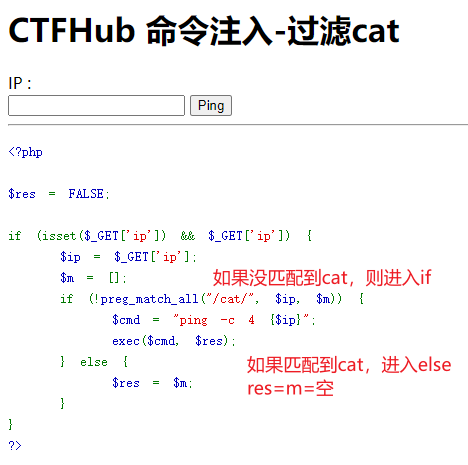 CTFHub 命令注入-过滤cat
IP :
Ping
<?php
$res = FALSE;
if (isset($_GET['ip']) && $_GET['ip']) {
$ip = $_GET['ip'];
$m = [];
如果没匹配到cat，则进入if
if (!preg_match_all("/cat/", $ip, $m)) {
$cmd = "ping -c 4 {$ip}";
exec($cmd, $res);
} else {
如果匹配到cat，进入else
res=m=空
$res = $m;
}
}
?>